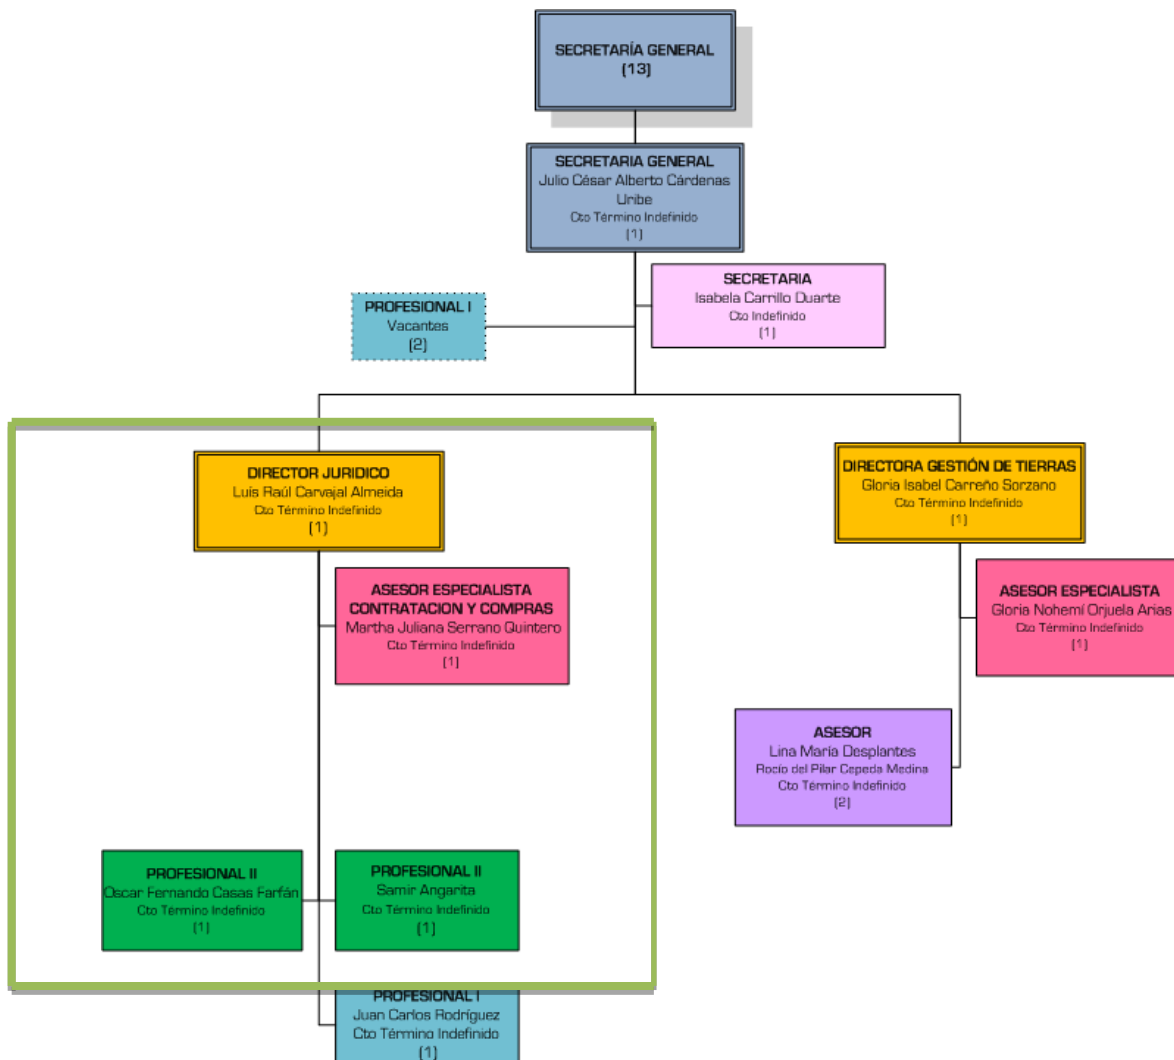 SECRETARÍA GENERAL
(13)
SECRETARIA GENERAL
Julio César Alberto Cárdenas
Uribe
Cto Término Indefinido
(1)
SECRETARIA
Isabela Carrillo Duarte
Cto Indefinido
(1)
PROFESIONAL I
Vacantes
(2)
DIRECTOR JURIDICO
Luis Raúl Carvajal Almeida
Cto Término Indefinido
(1)
DIRECTORA GESTIÓN DE TIERRAS
Gloria Isabel Carreño Sorzano
Cto Término Indefinido
(1)
ASESOR ESPECIALISTA
CONTRATACION Y COMPRAS
Martha Juliana Serrano Quintero
Cto Término Indefinido
(1)
ASESOR ESPECIALISTA
Gloria Nohemí Orjuela Arias
Cto Término Indefinido
(1)
ASESOR
Lina María Desplantes
Rocío del Pilar Cepeda Medina
Cto Término Indefinido
(2)
PROFESIONAL II
Oscar Fernando Casas Farfán
Cto Término Indefinido
(1)
PROFESIONAL II
Samir Angarita
Cto Término Indefinido
(1)
PROFESIONAL I
Juan Carlos Rodríguez
Cto Término Indefinido
(1)